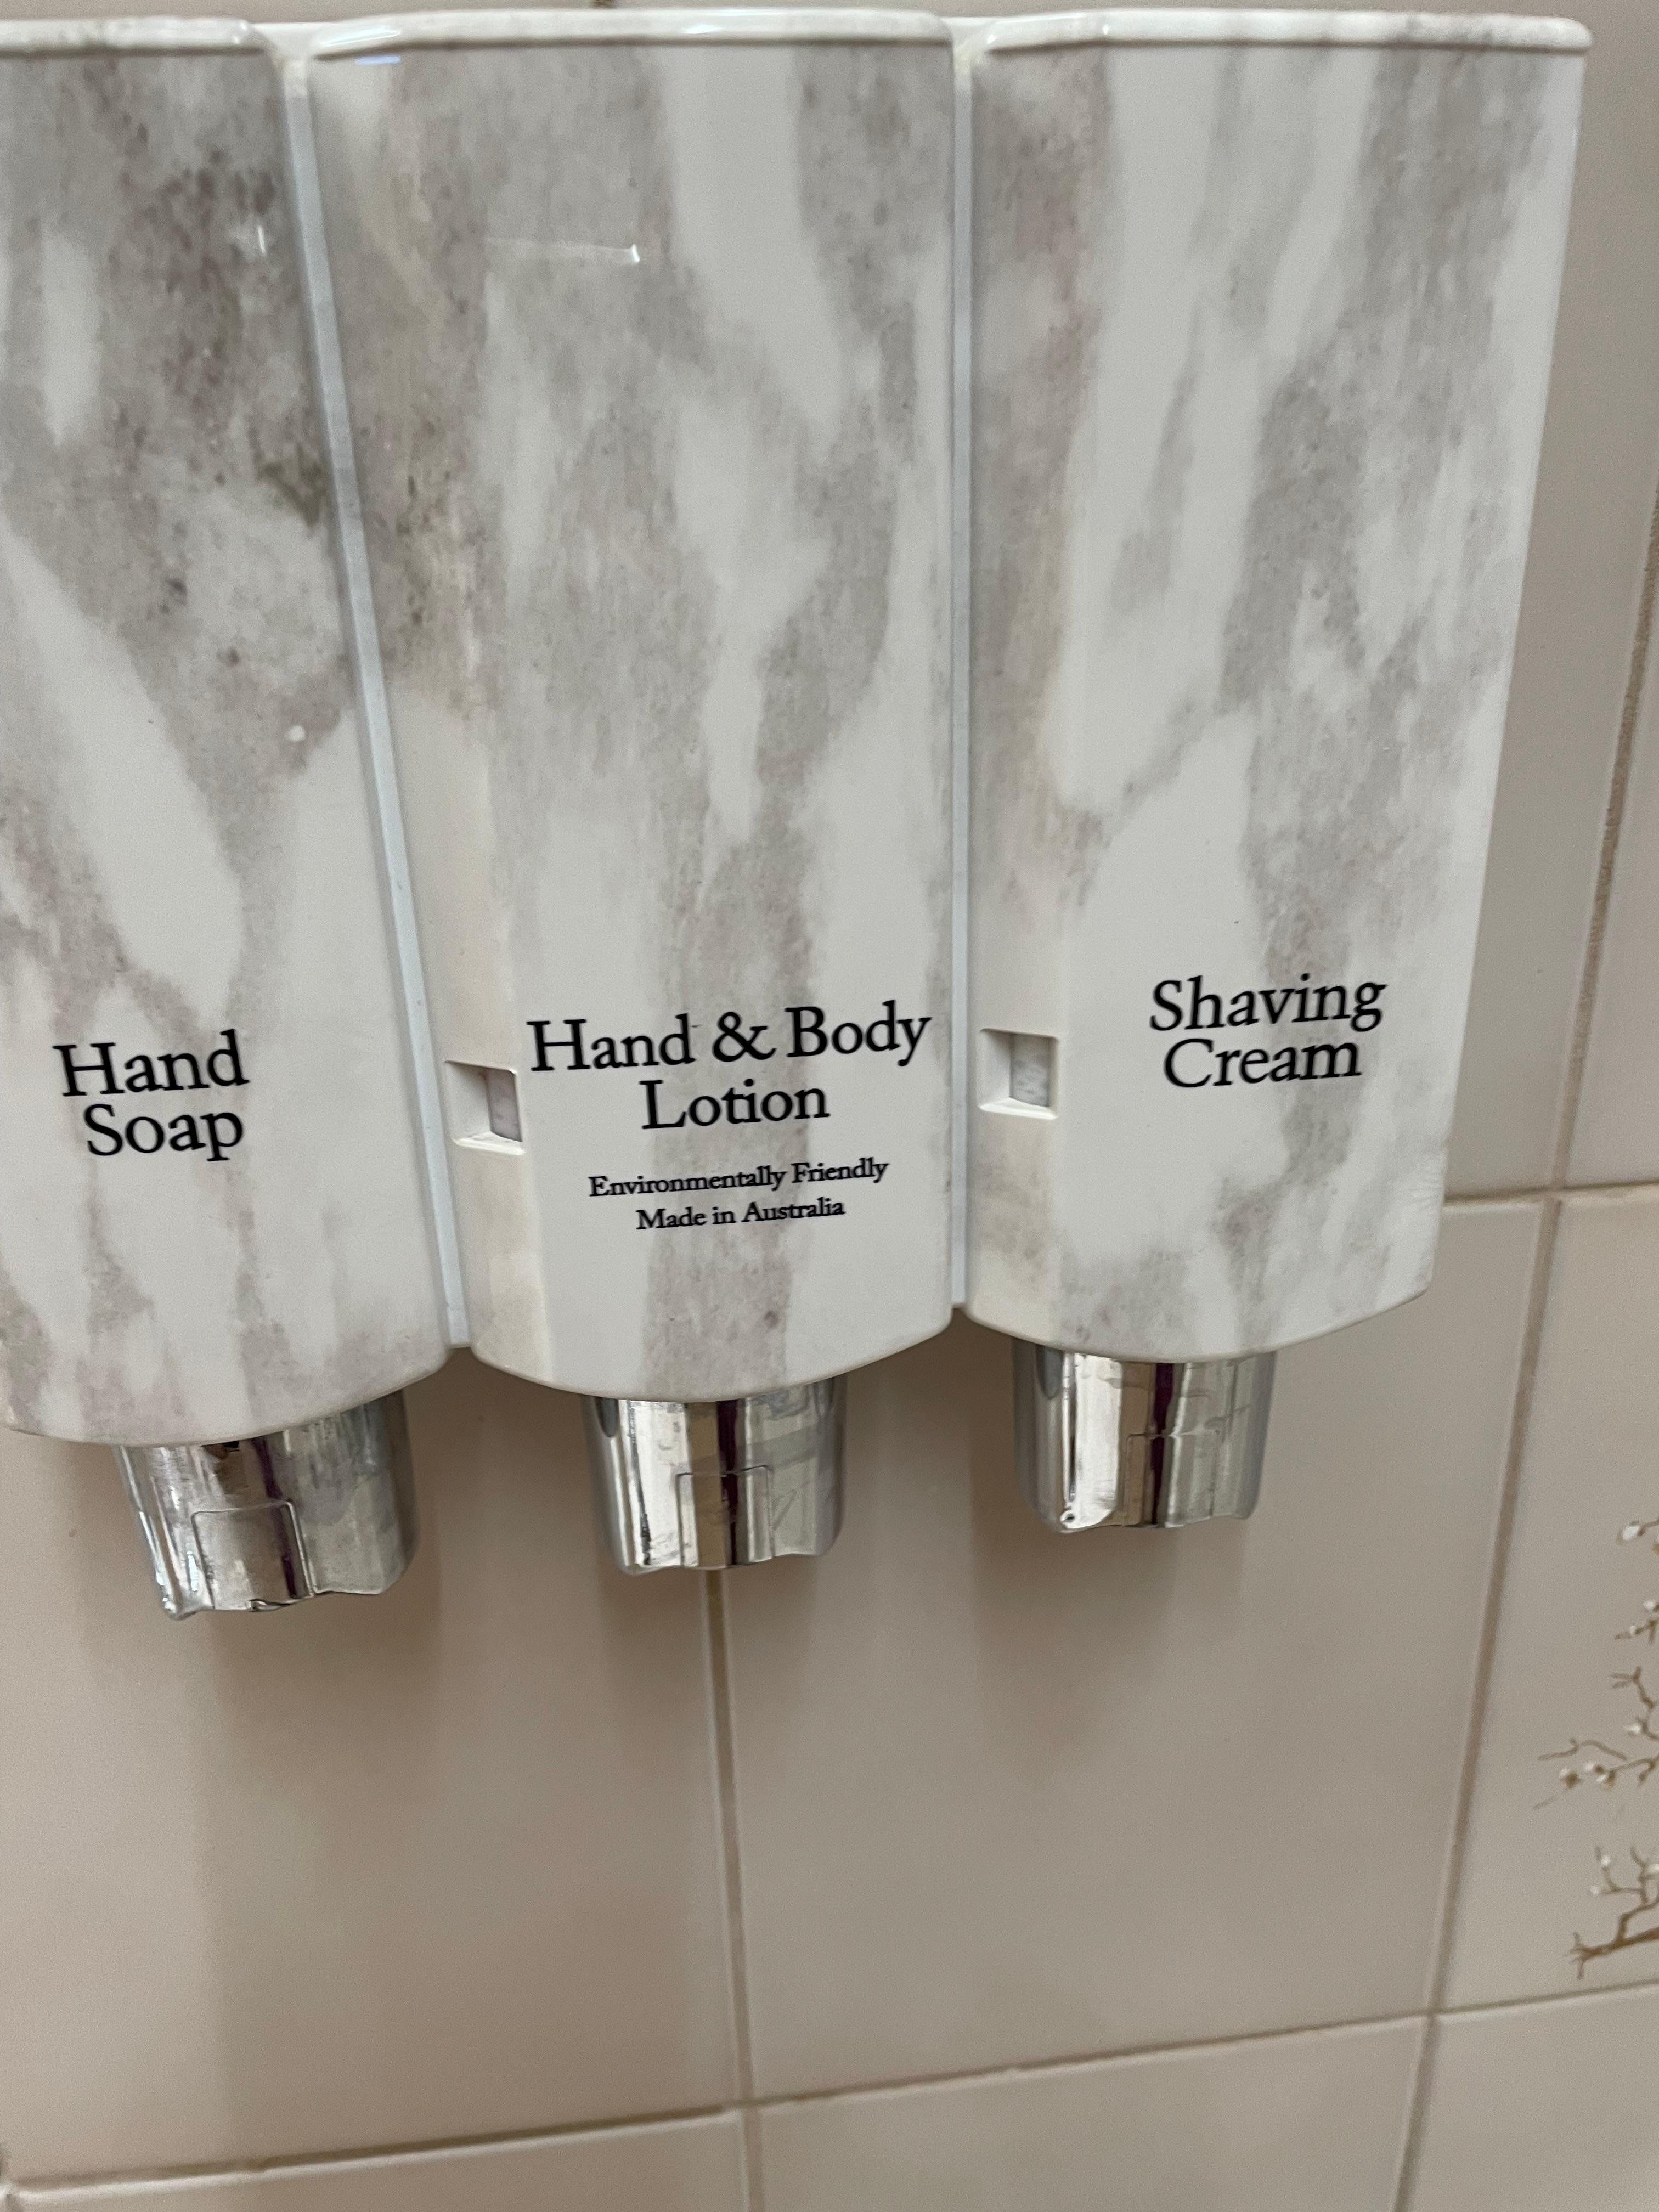 Hand
Soap
Hand & Body
Lotion
Environmentally Friendly
Made in Australia
Shaving
Cream